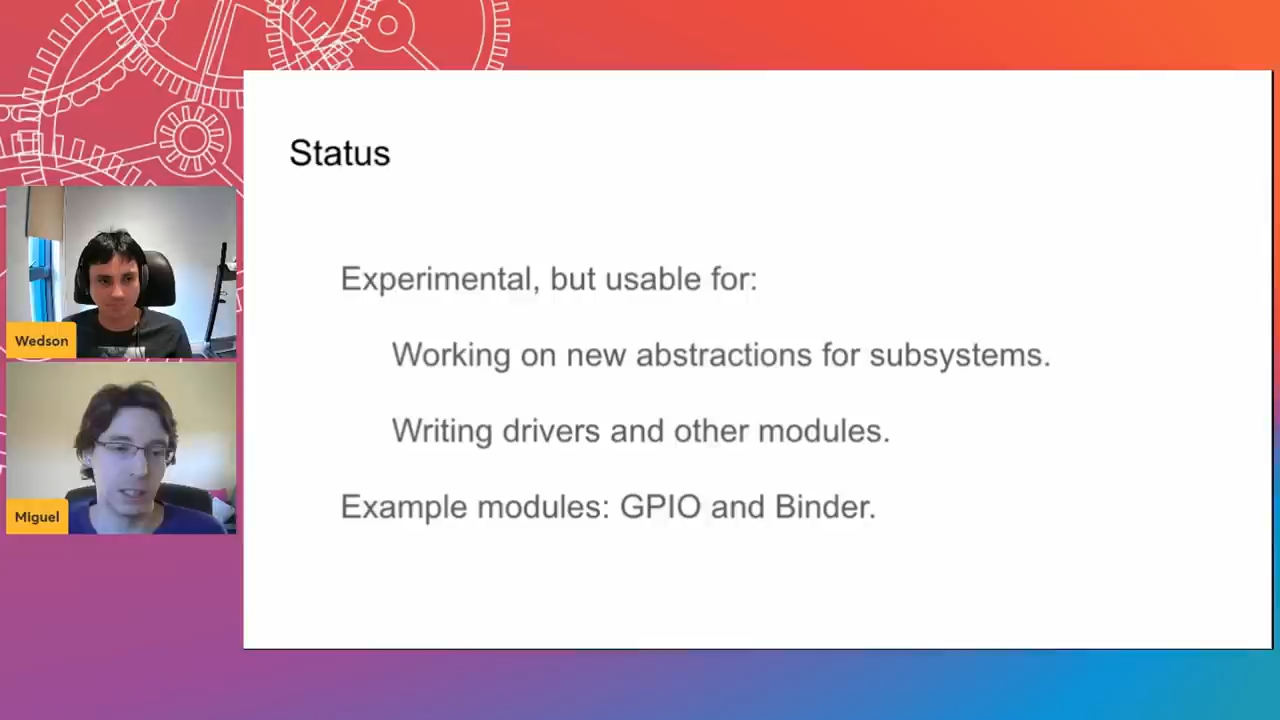 Status
Experimental, but usable for:
Working on new abstractions for subsystems.
Writing drivers and other modules.
Example modules: GPIO and Binder.
Wedson
Miguel